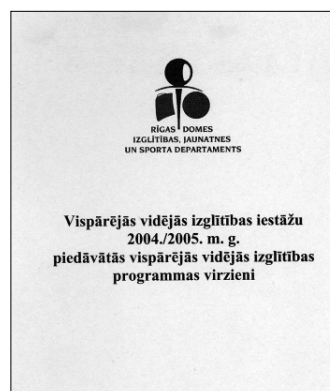 RĪGAS DOMES
IZGLĪTĪBAS, JAUNATNES
UN SPORTA DEPARTAMENTS
Vispārējās vidējās izglītības iestāžu
2004./2005. m. g.
piedāvātās vispārējās vidējās izglītības
programmas virzieni